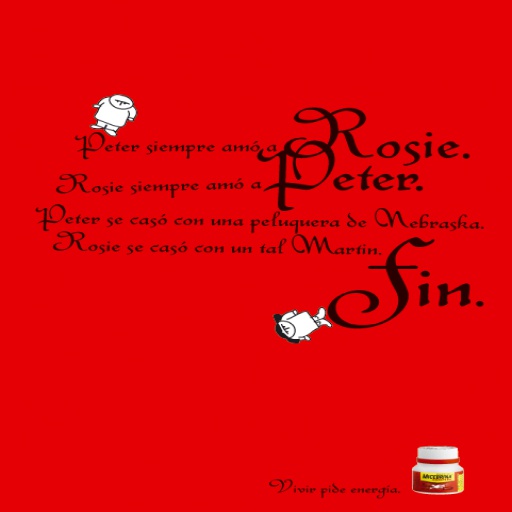 Peter siempre amó a Rosie.
Rosie siempre amó a Peter.
Peter se casó con una peluquera de Nebraska.
Rosie se casó con un tal Martin.
Fin.
Vivir pide energía.